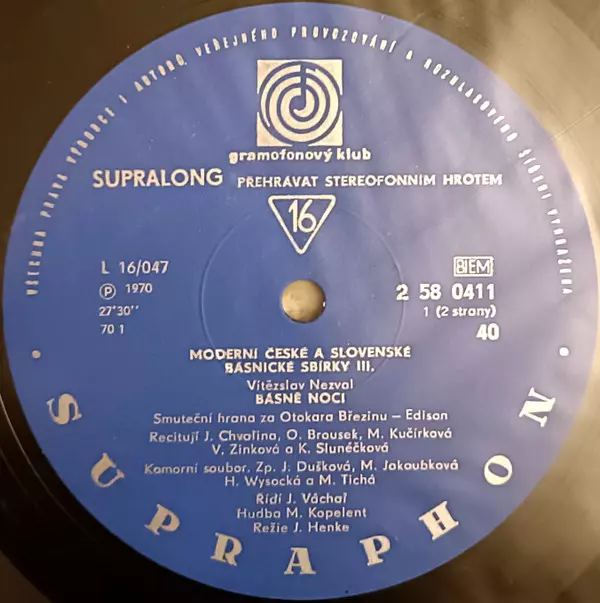 VŠECHNA PRÁVA VÝROBCE I AUTORŮ, VEŘEJNÉHO PROVOZOVÁNÍ A ROZHLASOVÉHO ŠÍŘENÍ VYHRAŽENA
gramofonový klub
SUPRALONG PŘEHRÁVAT STEREOFONNÍM HROTEM
16
L 16/047
BIEM
Ⓟ 1970
2 58 0411
27'30''
1 (2 strany)
70 1
40
MODERNÍ ČESKÉ A SLOVENSKÉ
BÁSNICKÉ SBÍRKY III.
Vítězslav Nezval
BÁSNĚ NOCI
Smuteční hrana za Otokara Březinu – Edison
Recitují J. Chvalina, O. Brousek, M. Kučírková
V. Zinková a K. Slunéčková
Komorní soubor. Zp. J. Dušková, M. Jakoubková
H. Wysocká a M. Tichá
Řídí J. Váchal
Hudba M. Kopelent
Režie J. Henke
SUPRAPHON